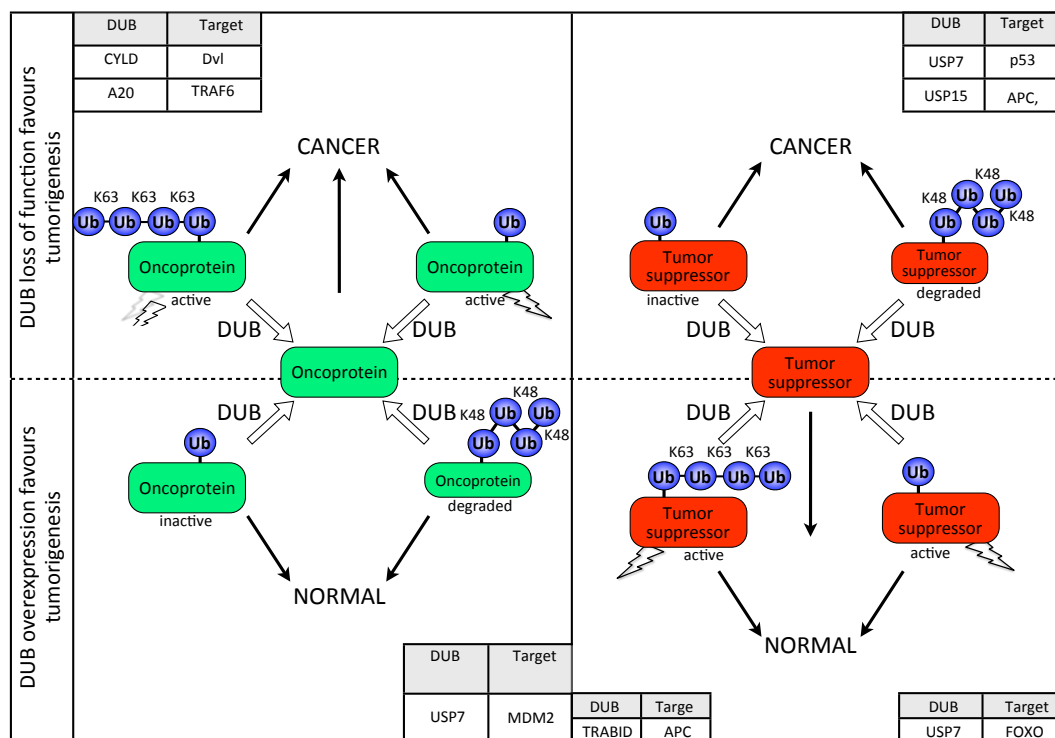 DUB loss of function favours
tumorigenesis
DUB Target
CYLD Dvl
A20 TRAF6
CANCER
K63 K63 K63
Ub Ub Ub Ub
Ub
Oncoprotein
active
Oncoprotein
active
DUB
DUB
Oncoprotein
DUB Target
USP7 p53
USP15 APC,
CANCER
K48
K48
K48
Ub
Ub Ub Ub Ub
Tumor
suppressor
inactive
Tumor
suppressor
degraded
DUB
DUB
Tumor
suppressor
DUB overexpression favours
tumorigenesis
DUB
DUB
K48
K48
K48
Ub
Ub Ub Ub Ub
Oncoprotein
inactive
Oncoprotein
degraded
NORMAL
DUB Target
USP7 MDM2
DUB
DUB
K63 K63 K63
Ub Ub Ub Ub
Ub
Tumor
suppressor
active
Tumor
suppressor
active
NORMAL
DUB Targe
TRABID APC
DUB Target
USP7 FOXO